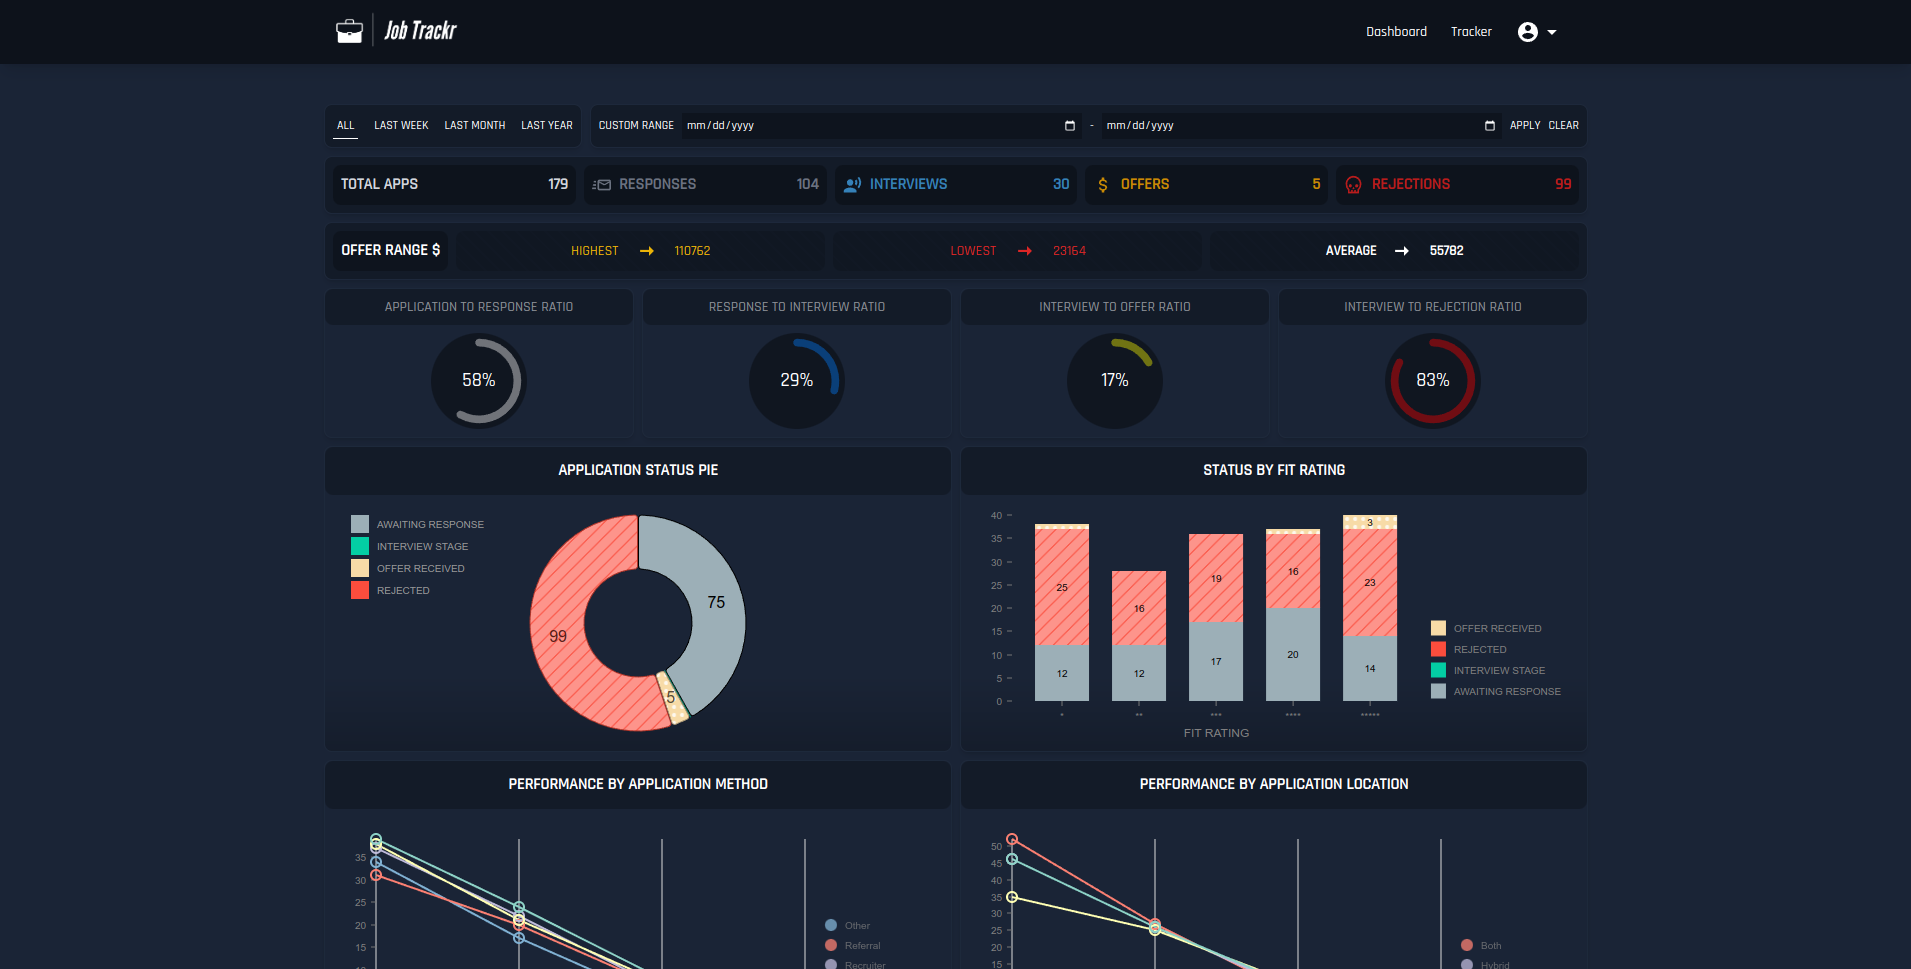 Job Trackr
Dashboard Tracker
ALL LAST WEEK LAST MONTH LAST YEAR CUSTOM RANGE mm/dd/yyyy - mm/dd/yyyy APPLY CLEAR
TOTAL APPS 179 RESPONSES 104 INTERVIEWS 30 OFFERS 5 REJECTIONS 99
OFFER RANGE $ HIGHEST → 110762 LOWEST → 23164 AVERAGE → 55782
APPLICATION TO RESPONSE RATIO RESPONSE TO INTERVIEW RATIO INTERVIEW TO OFFER RATIO INTERVIEW TO REJECTION RATIO
58% 29% 17% 83%
APPLICATION STATUS PIE
AWAITING RESPONSE
INTERVIEW STAGE
OFFER RECEIVED
REJECTED
75
99
5
STATUS BY FIT RATING
40
35
30
25
20
15
10
5
0
3
25 16 19 16 23
12 12 17 20 14
* ** *** **** *****
FIT RATING
OFFER RECEIVED
REJECTED
INTERVIEW STAGE
AWAITING RESPONSE
PERFORMANCE BY APPLICATION METHOD
35
30
25
20
15
Other
Referral
Recruiter
PERFORMANCE BY APPLICATION LOCATION
50
45
40
35
30
25
20
15
Both
Hybrid